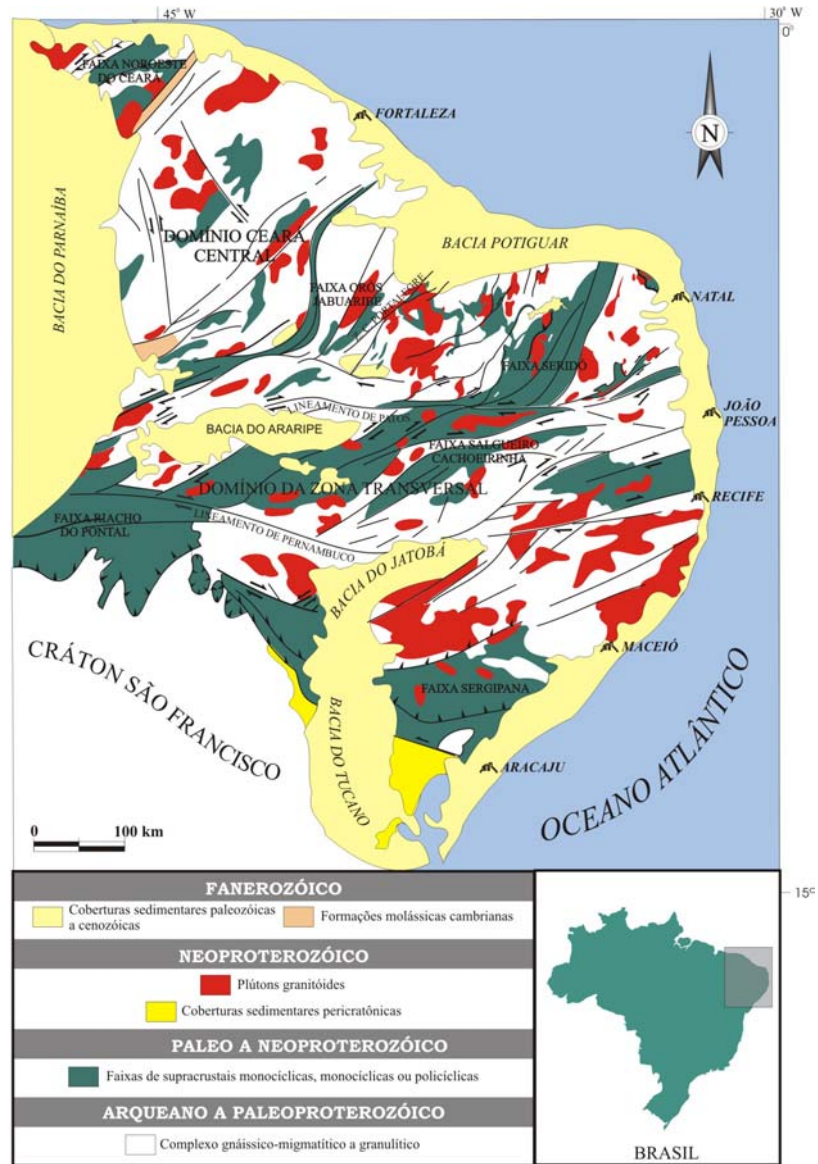 45° W
30° W
0°
FAIXA NOROESTE
DO CEARÁ
FORTALEZA
N
BACIA DO PARNAÍBA
DOMÍNIO CEARÁ
CENTRAL
BACIA POTIGUAR
FAIXA ORÓS
JAGUARIBE
NATAL
FAIXA SERIDÓ
LINEAMENTO DE PATOS
BACIA DO ARARIPE
JOÃO
PESSOA
FAIXA SALGUEIRO
CACHOEIRINHA
DOMÍNIO DA ZONA TRANSVERSAL
RECIFE
FAIXA RIACHO
DO PONTAL
LINEAMENTO DE PERNAMBUCO
BACIA DO JATOBÁ
CRÁTON SÃO FRANCISCO
MACEIÓ
FAIXA SERGIPANA
BACIA DO TUCANO
ARACAJU
OCEANO ATLÂNTICO
0 100 km
15°
FANEROZÓICO
Coberturas sedimentares paleozóicas
a cenozóicas
Formações molássicas cambrianas
NEOPROTEROZÓICO
Plútons granitóides
Coberturas sedimentares pericratônicas
PALEO A NEOPROTEROZÓICO
Faixas de supracrustais monocíclicas, monocíclicas ou policíclicas
ARQUEANO A PALEOPROTEROZÓICO
Complexo gnáissico-migmatítico a granulítico
BRASIL